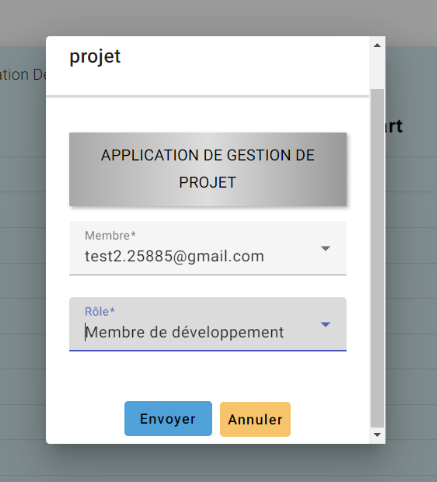 projet
ation De
art
APPLICATION DE GESTION DE
PROJET
Membre*
test2.25885@gmail.com
Rôle*
Membre de développement
Envoyer
Annuler